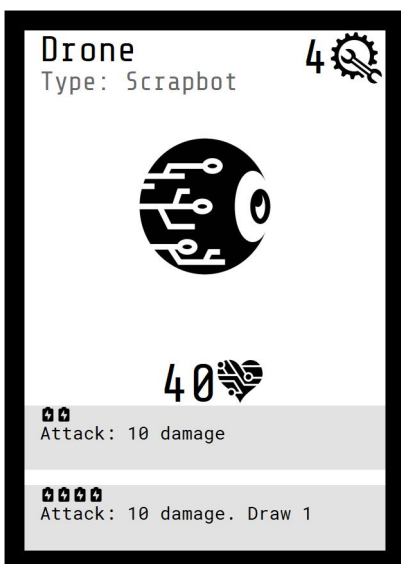 Drone
4
Type: Scrapbot
40
Attack: 10 damage
Attack: 10 damage. Draw 1